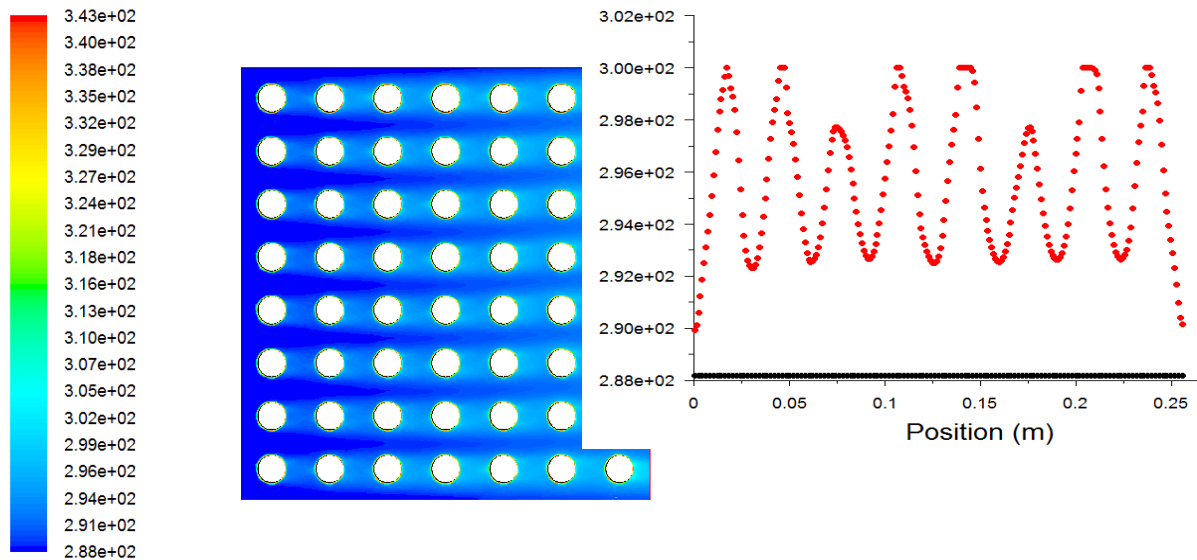 3.43e+02
3.40e+02
3.38e+02
3.35e+02
3.32e+02
3.29e+02
3.27e+02
3.24e+02
3.21e+02
3.18e+02
3.16e+02
3.13e+02
3.10e+02
3.07e+02
3.05e+02
3.02e+02
2.99e+02
2.96e+02
2.94e+02
2.91e+02
2.88e+02
3.02e+02
3.00e+02
2.98e+02
2.96e+02
2.94e+02
2.92e+02
2.90e+02
2.88e+02
0 0.05 0.1 0.15 0.2 0.25
Position (m)